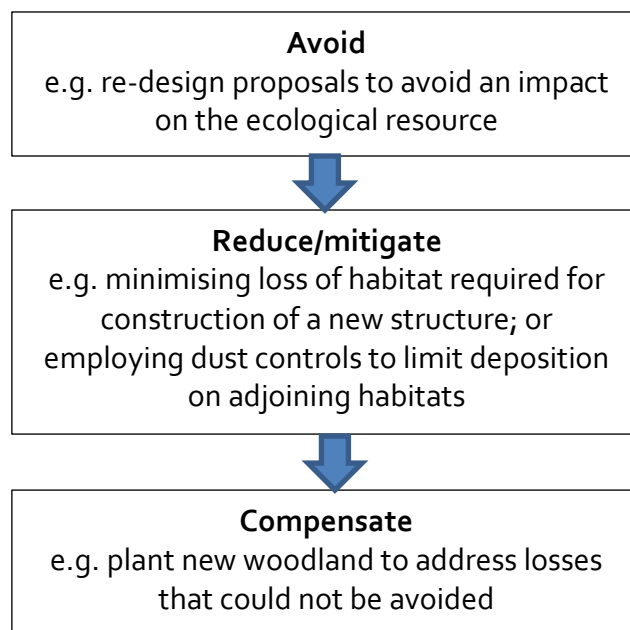 Avoid
e.g. re-design proposals to avoid an impact
on the ecological resource
Reduce/mitigate
e.g. minimising loss of habitat required for
construction of a new structure; or
employing dust controls to limit deposition
on adjoining habitats
Compensate
e.g. plant new woodland to address losses
that could not be avoided